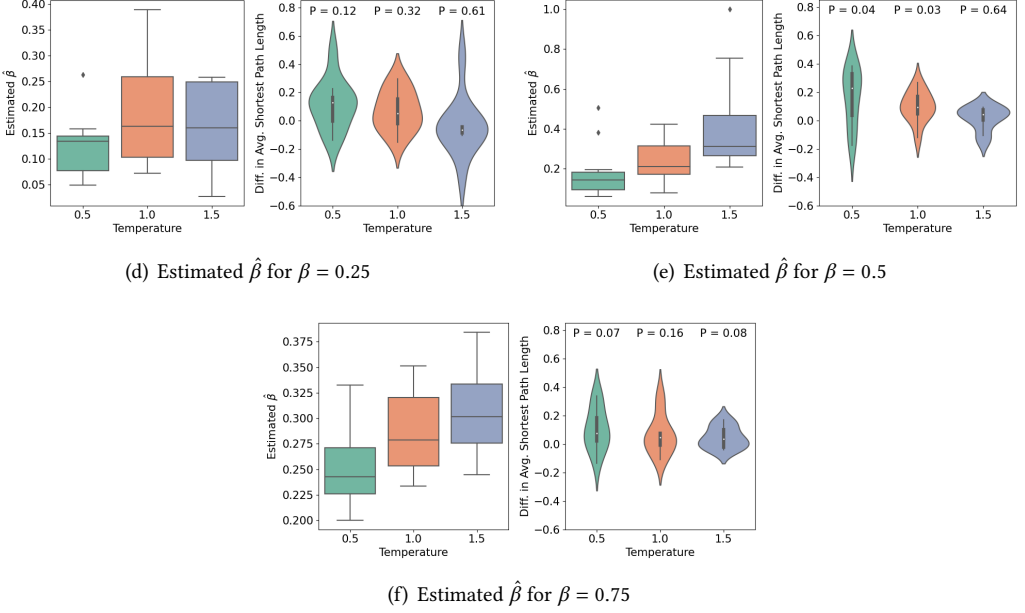 0.40
0.35
0.30
0.25
0.20
0.15
0.10
0.05
Estimated β̂
0.5 1.0 1.5
Temperature
P = 0.12 P = 0.32 P = 0.61
0.8
0.6
0.4
0.2
0.0
−0.2
−0.4
−0.6
Diff. in Avg. Shortest Path Length
0.5 1.0 1.5
Temperature
(d) Estimated β̂ for β = 0.25
1.0
0.8
0.6
0.4
0.2
Estimated β̂
0.5 1.0 1.5
Temperature
P = 0.04 P = 0.03 P = 0.64
0.8
0.6
0.4
0.2
0.0
−0.2
−0.4
−0.6
Diff. in Avg. Shortest Path Length
0.5 1.0 1.5
Temperature
(e) Estimated β̂ for β = 0.5
0.375
0.350
0.325
0.300
0.275
0.250
0.225
0.200
Estimated β̂
0.5 1.0 1.5
Temperature
P = 0.07 P = 0.16 P = 0.08
0.8
0.6
0.4
0.2
0.0
−0.2
−0.4
−0.6
Diff. in Avg. Shortest Path Length
0.5 1.0 1.5
Temperature
(f) Estimated β̂ for β = 0.75